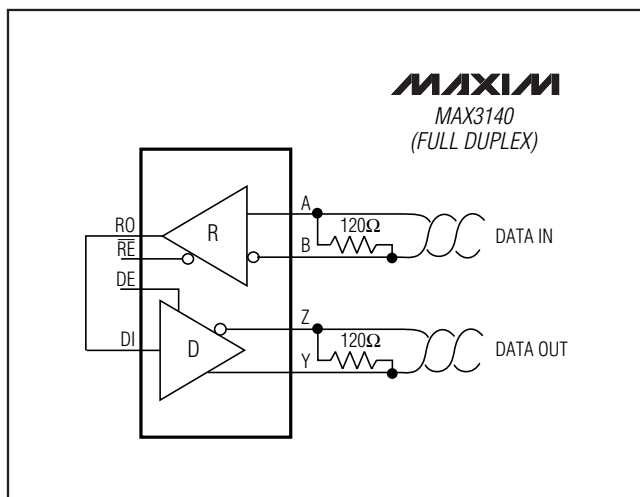 MAXIM
MAX3140
(FULL DUPLEX)
A
RO
R
120Ω
DATA IN
RE
B
DE
Z
DI
D
120Ω
DATA OUT
Y